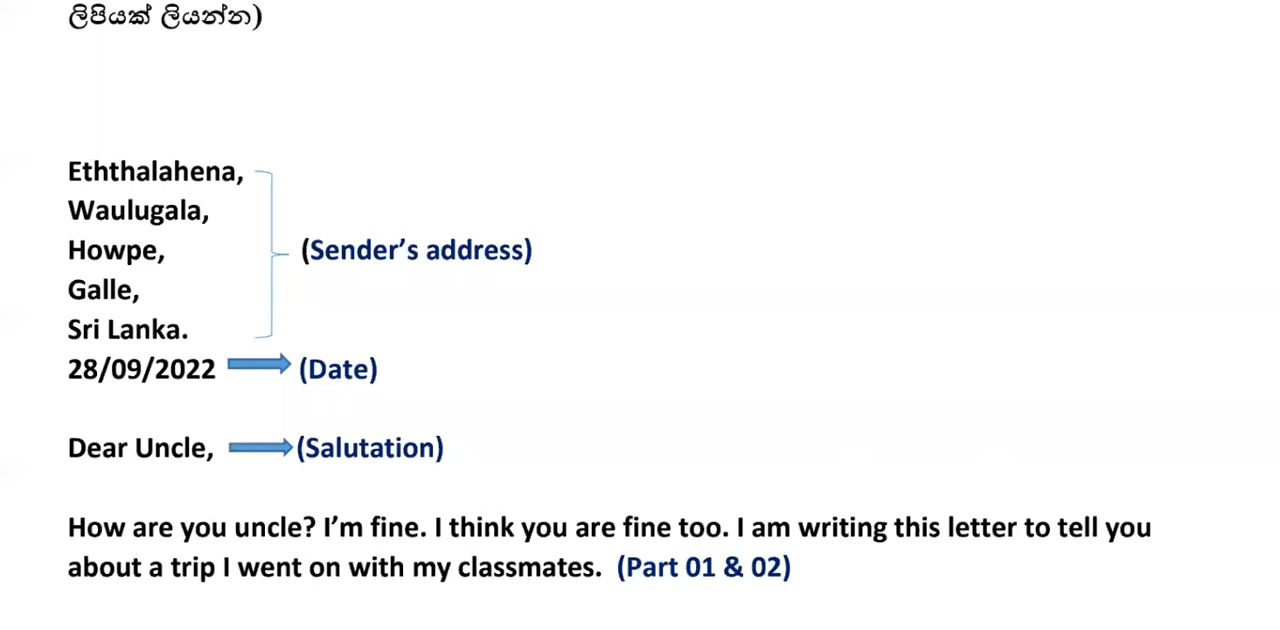 ලිපියක් ලියන්න)
Eththalahena,
Waulugala,
Howpe,
(Sender’s address)
Galle,
Sri Lanka.
28/09/2022 (Date)
Dear Uncle, (Salutation)
How are you uncle? I’m fine. I think you are fine too. I am writing this letter to tell you
about a trip I went on with my classmates. (Part 01 & 02)